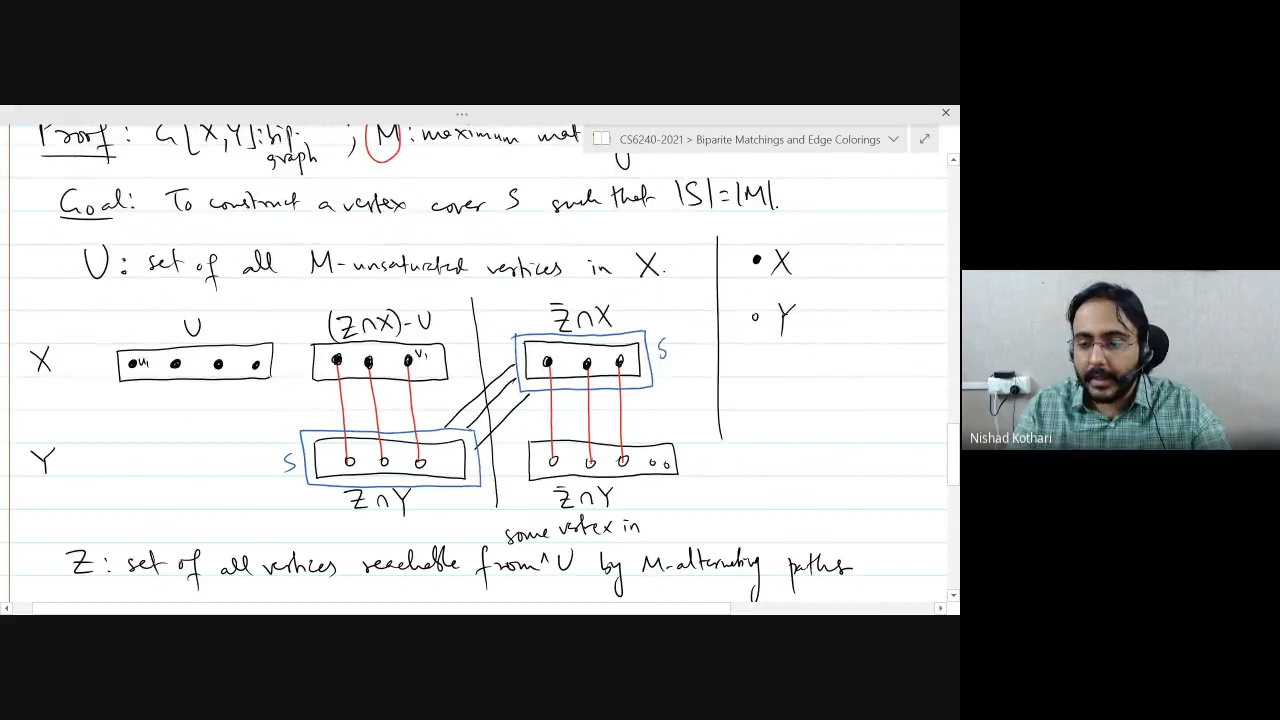 Proof : G[X,Y]: bip. graph ; M : maximum mat
CS6240-2021 > Biparite Matchings and Edge Colorings
Goal: To construct a vertex cover S such that |S|=|M|.
U : set of all M-unsaturated vertices in X.
X
Y
U
(Z∩X)-U
Z̄∩X
X
u₁
v₁
S
Y
S
Z∩Y
Z̄∩Y
some vertex in
Z : set of all vertices reachable from ^ U by M-alternating paths
Nishad Kothari